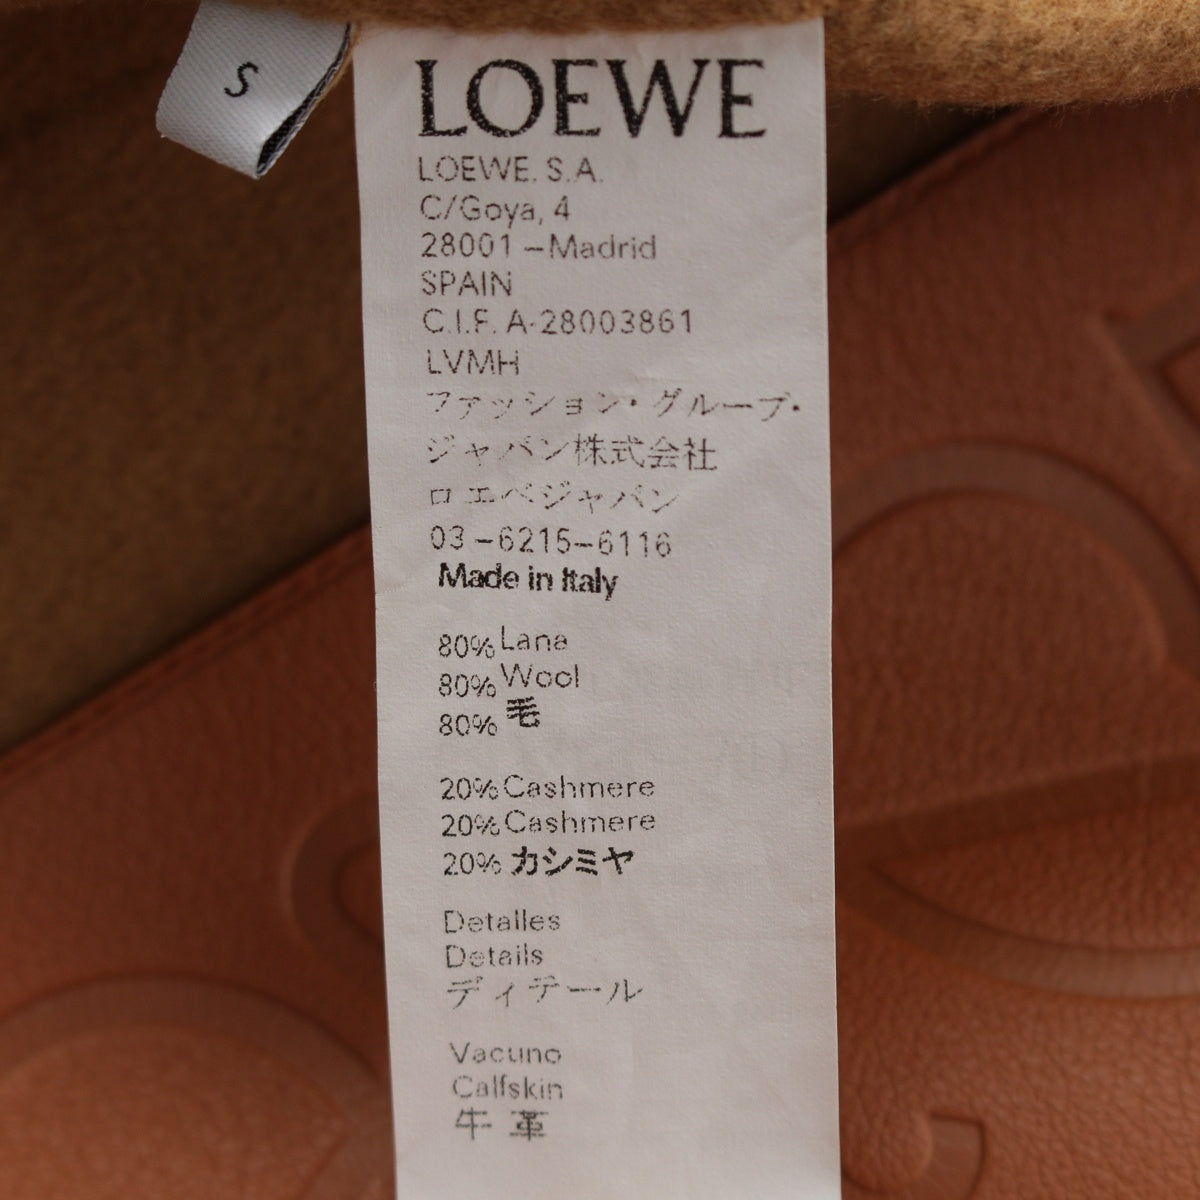 S
LOEWE
LOEWE. S.A.
C/Goya, 4
28001 –Madrid
SPAIN
C.I.F. A-28003861
LVMH
ファッション・グループ・
ジャパン株式会社
ロエベジャパン
03-6215-6116
Made in Italy
80% Lana
80% Wool
80% 毛
20% Cashmere
20% Cashmere
20% カシミヤ
Detalles
Details
ディテール
Vacuno
Calfskin
牛革